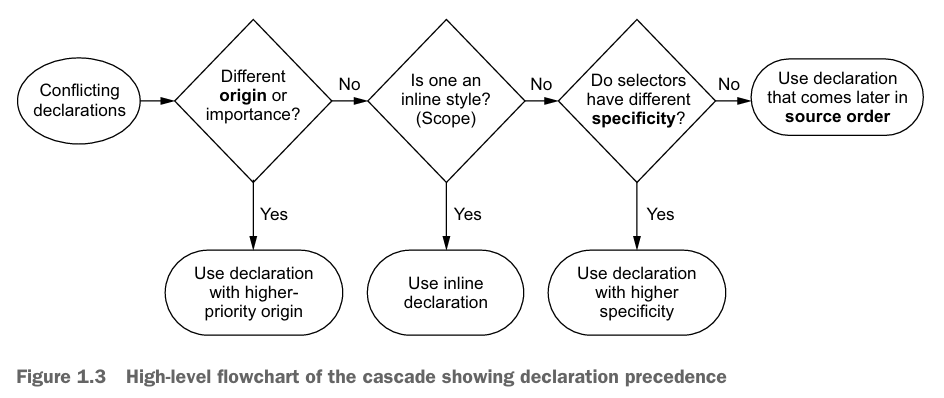 Conflicting
declarations
Different
origin or
importance?
No
Is one an
inline style?
(Scope)
No
Do selectors
have different
specificity?
No
Use declaration
that comes later in
source order
Yes
Yes
Yes
Use declaration
with higher-
priority origin
Use inline
declaration
Use declaration
with higher
specificity
Figure 1.3 High-level flowchart of the cascade showing declaration precedence